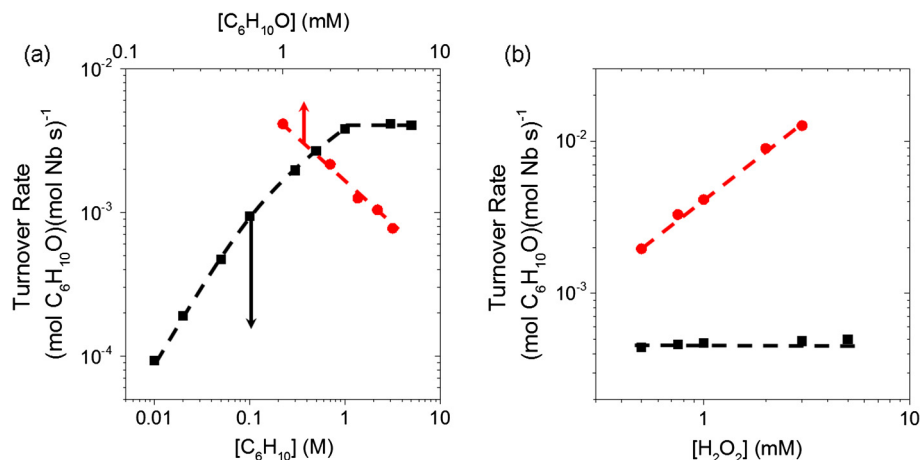 [C₆H₁₀O] (mM)
0.1 1 10
(a)
10⁻²
10⁻³
10⁻⁴
Turnover Rate
(mol C₆H₁₀O)(mol Nb s)⁻¹
0.01 0.1 1 10
[C₆H₁₀] (M)
(b)
10⁻²
10⁻³
Turnover Rate
(mol C₆H₁₀O)(mol Nb s)⁻¹
1 10
[H₂O₂] (mM)